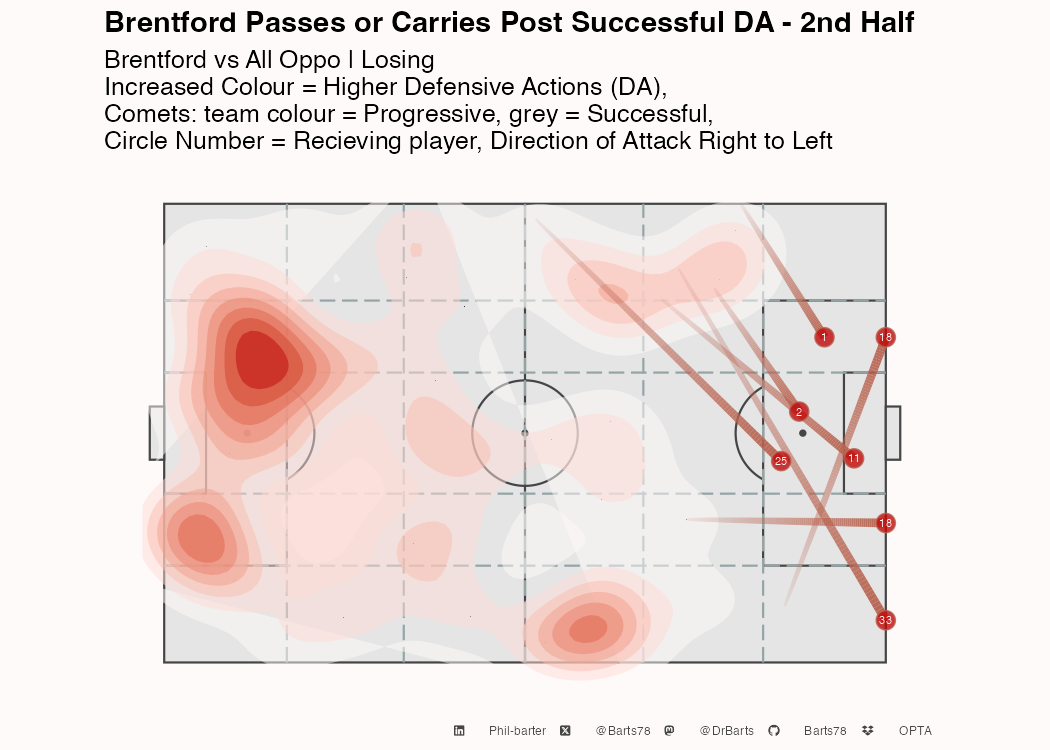 Brentford Passes or Carries Post Successful DA - 2nd Half
Brentford vs All Oppo | Losing
Increased Colour = Higher Defensive Actions (DA),
Comets: team colour = Progressive, grey = Successful,
Circle Number = Recieving player, Direction of Attack Right to Left
1
18
2
25
11
18
33
Phil-barter @Barts78 @DrBarts Barts78 OPTA